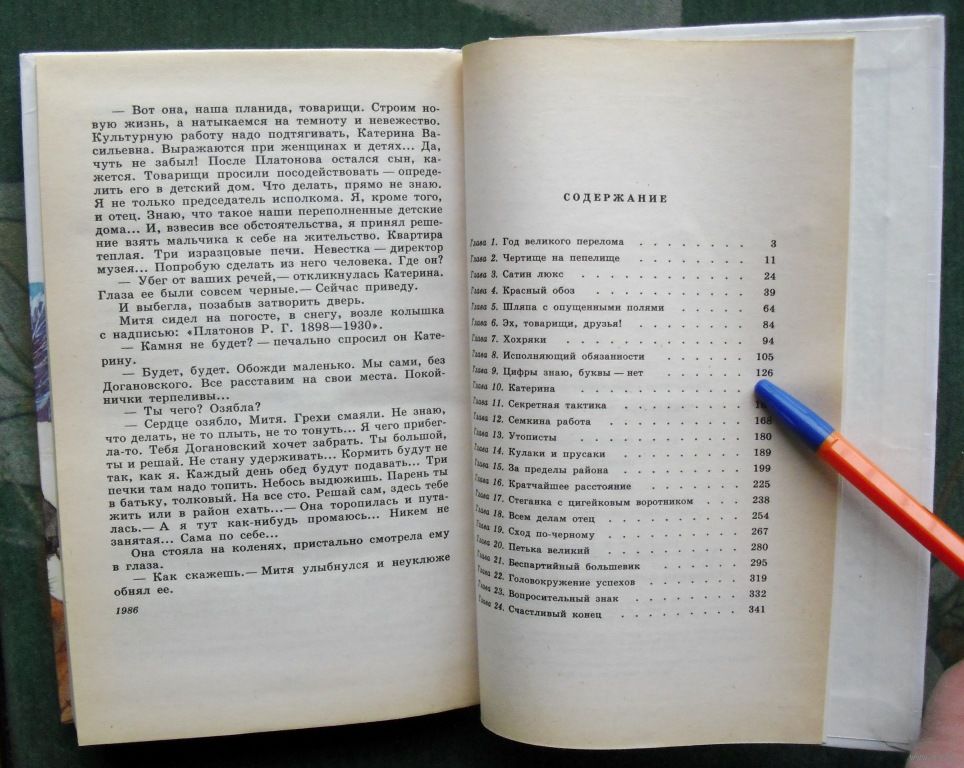 — Вот она, наша планида, товарищи. Строим но-
вую жизнь, а натыкаемся на темноту и невежество.
Культурную работу надо подтягивать, Катерина Ва-
сильевна. Выражаются при женщинах и детях... Да,
чуть не забыл! После Платонова остался сын, ка-
жется. Товарищи просили посодействовать — опреде-
лить его в детский дом. Что делать, прямо не знаю.
Я не только председатель исполкома. Я, кроме того,
и отец. Знаю, что такое наши переполненные детские
дома... И, взвесив все обстоятельства, я принял реше-
ние взять мальчика к себе на жительство. Квартира
теплая. Три изразцовые печи. Невестка — директор
музея... Попробую сделать из него человека. Где он?
— Убег от ваших речей,— откликнулась Катерина.
Глаза ее были совсем черные.— Сейчас приведу.
И выбегла, позабыв затворить дверь.
Митя сидел на погосте, в снегу, возле колышка
с надписью: «Платонов Р. Г. 1898—1930».
— Камня не будет? — печально спросил он Кате-
рину.
— Будет, будет. Обожди маленько. Мы сами, без
Догановского. Все расставим на свои места. Покой-
нички терпеливы...
— Ты чего? Озябла?
— Сердце озябло, Митя. Грехи смаяли. Не знаю,
что делать, не то плыть, не то тонуть... Я чего прибег-
ла-то. Тебя Догановский хочет забрать. Ты большой,
ты и решай. Не стану удерживать... Кормить будут не
так, как я. Каждый день обед будут подавать... Три
печки там надо топить. Небось выдюжишь. Парень ты
в батьку, толковый. На все сто. Решай сам, здесь тебе
жить или в район ехать...— Она торопилась и пута-
лась.— А я тут как-нибудь промаюсь... Никем не
занятая... Сама по себе...
Она стояла на коленях, пристально смотрела ему
в глаза.
— Как скажешь.— Митя улыбнулся и неуклюже
обнял ее.
1986
СОДЕРЖАНИЕ
Глава 1. Год великого перелома . . . . . . . 3
Глава 2. Чертище на пепелище . . . . . . . 11
Глава 3. Сатин люкс . . . . . . . . . 24
Глава 4. Красный обоз . . . . . . . . 39
Глава 5. Шляпа с опущенными полями . . . . . 64
Глава 6. Эх, товарищи, друзья! . . . . . . . 84
Глава 7. Хохряки . . . . . . . . . . 94
Глава 8. Исполняющий обязанности . . . . . . 105
Глава 9. Цифры знаю, буквы — нет . . . . . . 126
Глава 10. Катерина . . . . . . . . .
Глава 11. Секретная тактика . . . . . . .
Глава 12. Семкина работа . . . . . . . . 168
Глава 13. Утописты . . . . . . . . . 180
Глава 14. Кулаки и прусаки . . . . . . . 189
Глава 15. За пределы района . . . . . . . 199
Глава 16. Кратчайшее расстояние . . . . . . 225
Глава 17. Стеганка с цигейковым воротником . . . . 238
Глава 18. Всем делам отец . . . . . . . . 254
Глава 19. Сход по-черному . . . . . . . . 267
Глава 20. Петька великий . . . . . . . . 280
Глава 21. Беспартийный большевик . . . . . . 295
Глава 22. Головокружение успехов . . . . . . 319
Глава 23. Вопросительный знак . . . . . . . 332
Глава 24. Счастливый конец . . . . . . . . 341